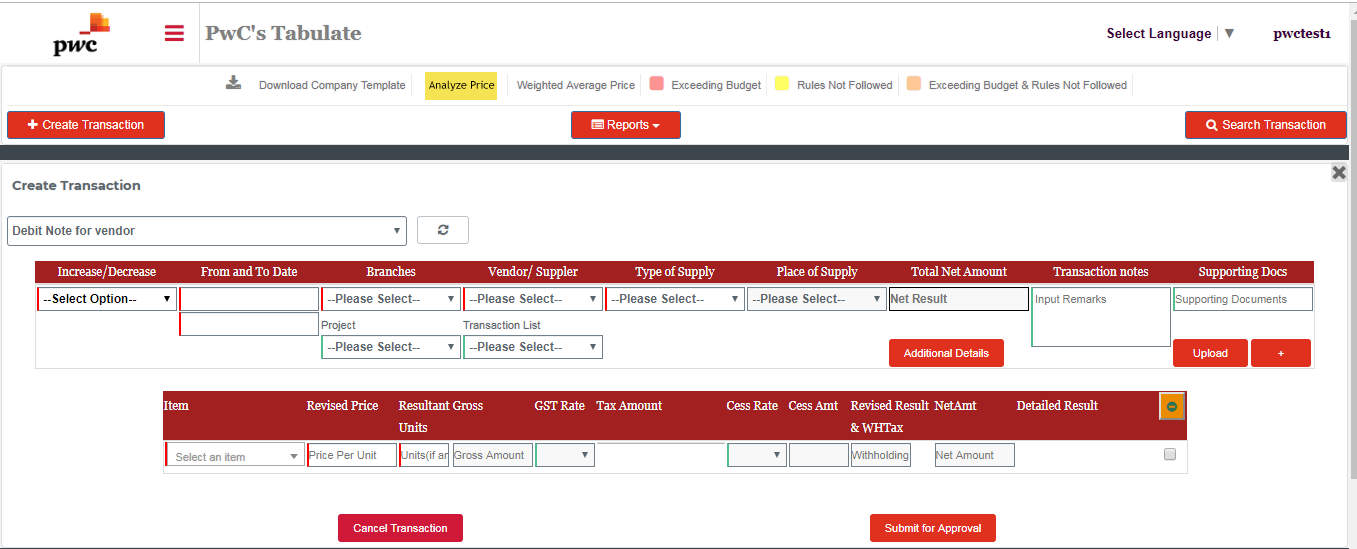 pwc
PwC's Tabulate
Select Language ▼
pwctest1
Download Company Template
Analyze Price
Weighted Average Price
Exceeding Budget
Rules Not Followed
Exceeding Budget & Rules Not Followed
+ Create Transaction
Reports
Search Transaction
Create Transaction
Debit Note for vendor
Increase/Decrease From and To Date Branches Vendor/ Suppler Type of Supply Place of Supply Total Net Amount Transaction notes Supporting Docs
--Select Option-- --Please Select-- --Please Select-- --Please Select-- --Please Select-- Net Result Input Remarks Supporting Documents
Project Transaction List
--Please Select-- --Please Select-- Additional Details Upload +
Item Revised Price Resultant Gross GST Rate Tax Amount Cess Rate Cess Amt Revised Result NetAmt Detailed Result
Units & WHTax
Select an item Price Per Unit Units(if ar Gross Amount Withholding Net Amount
Cancel Transaction Submit for Approval